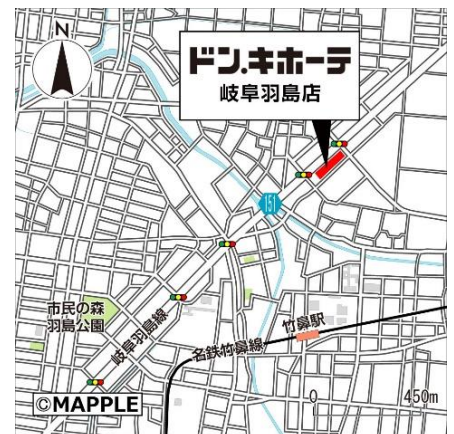 N
ドン.キホーテ
岐阜羽島店
151
市民の森
羽島公園
岐阜羽島線
竹鼻駅
名鉄竹鼻線
0 450m
©MAPPLE